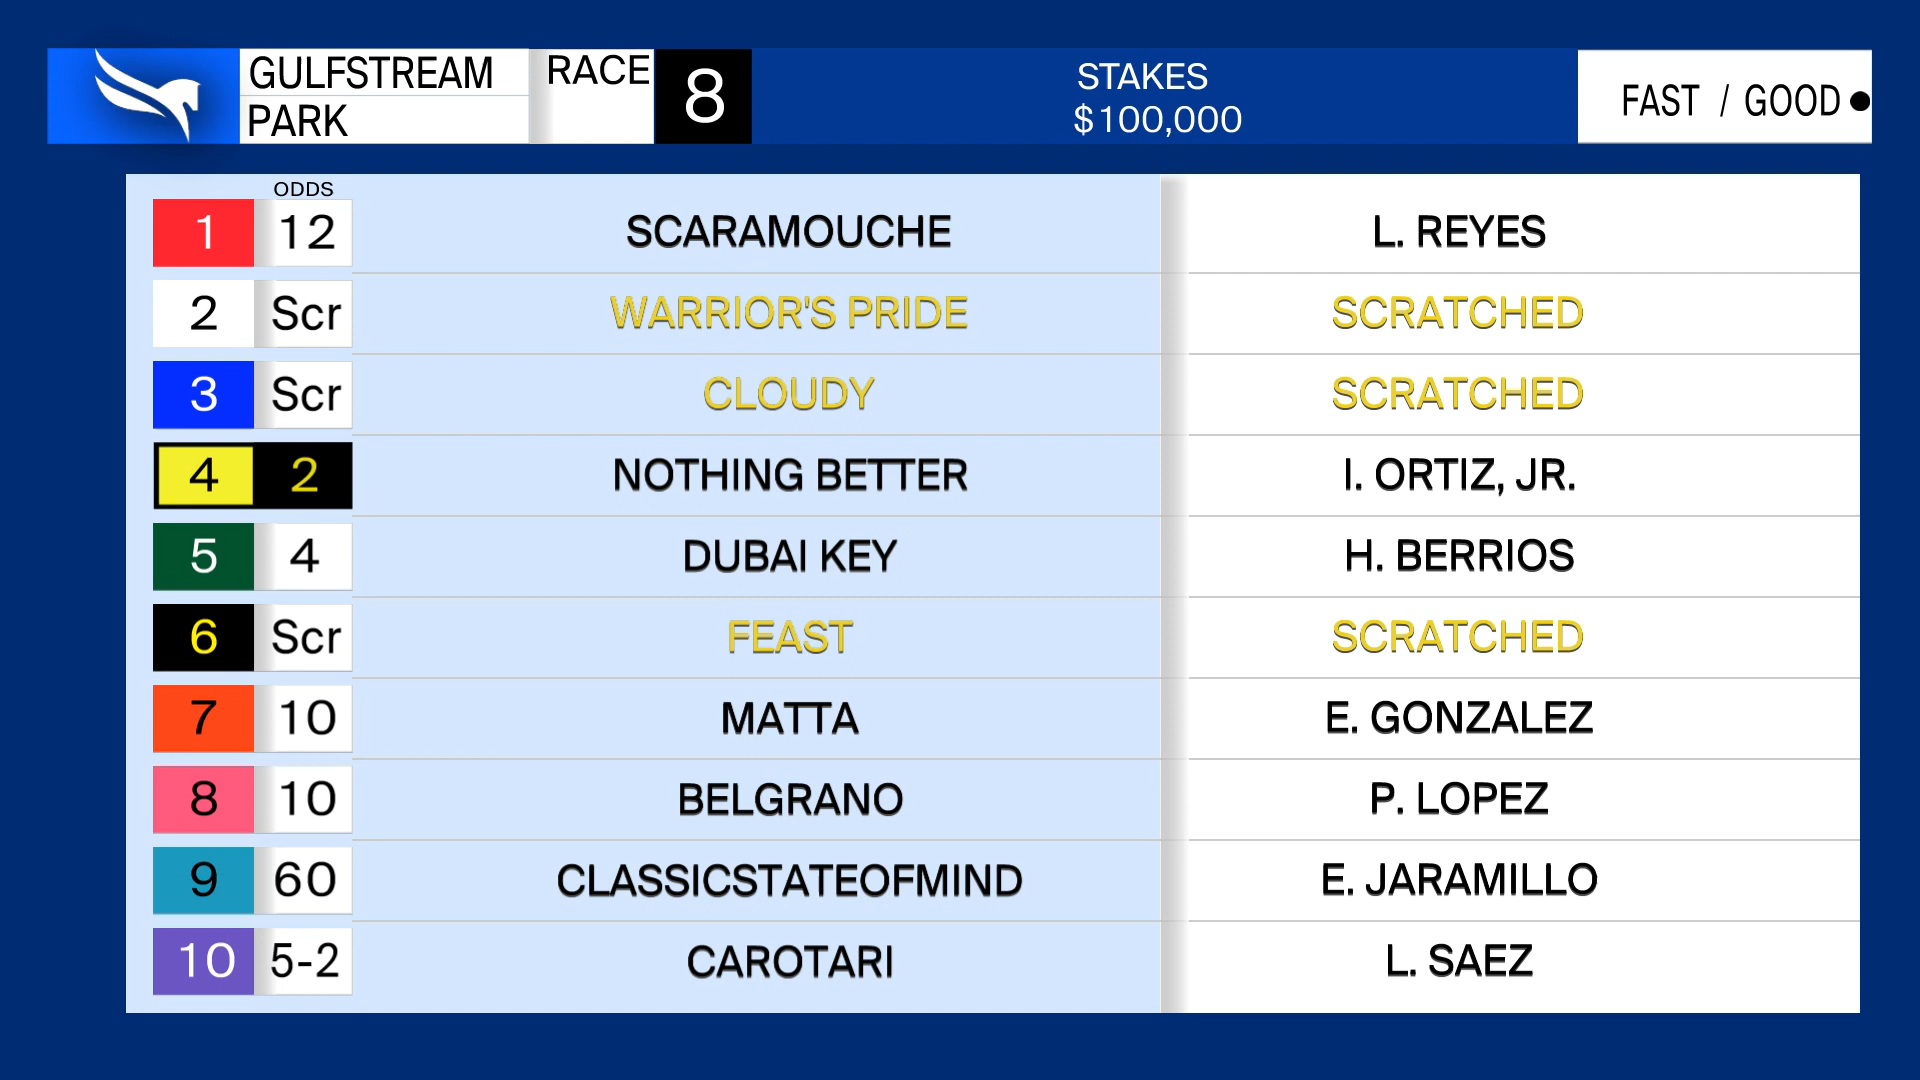 GULFSTREAM
PARK
RACE
8
STAKES
$100,000
FAST / GOOD
ODDS
1 12 SCARAMOUCHE L. REYES
2 Scr WARRIOR'S PRIDE SCRATCHED
3 Scr CLOUDY SCRATCHED
4 2 NOTHING BETTER I. ORTIZ, JR.
5 4 DUBAI KEY H. BERRIOS
6 Scr FEAST SCRATCHED
7 10 MATTA E. GONZALEZ
8 10 BELGRANO P. LOPEZ
9 60 CLASSICSTATEOFMIND E. JARAMILLO
10 5-2 CAROTARI L. SAEZ